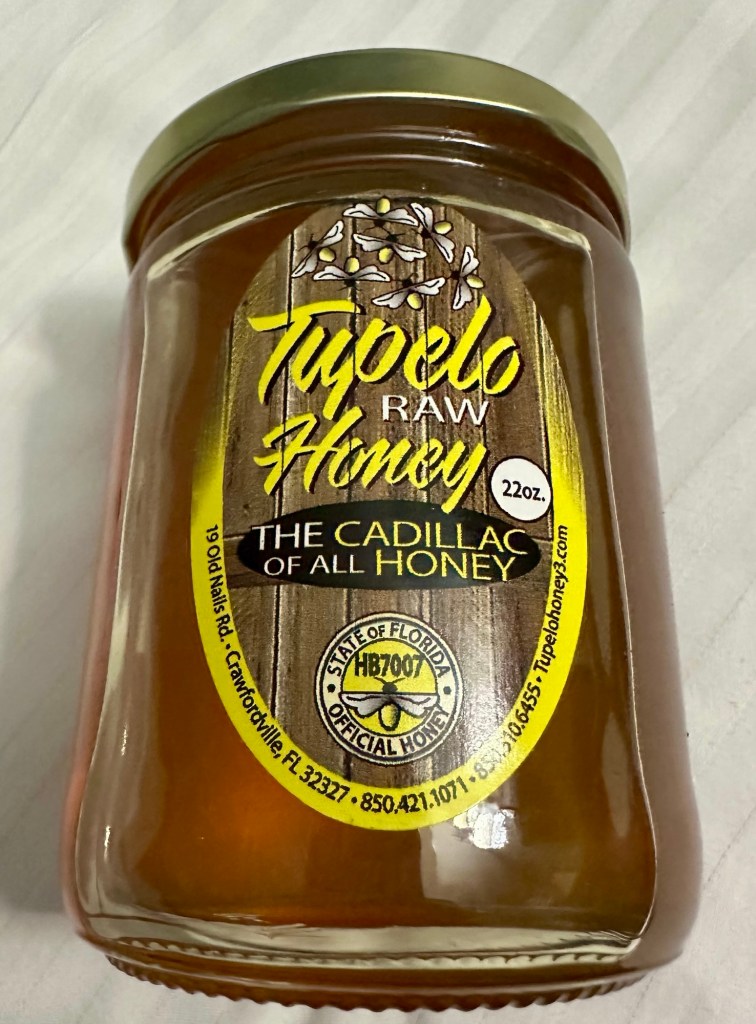 Tupelo
RAW
Honey
22oz.
THE CADILLAC
OF ALL HONEY
STATE OF FLORIDA
HB7007
OFFICIAL HONEY
19 Old Nails Rd. • Crawfordville, FL 32327 • 850.421.1071 • Tupelohoney3.com